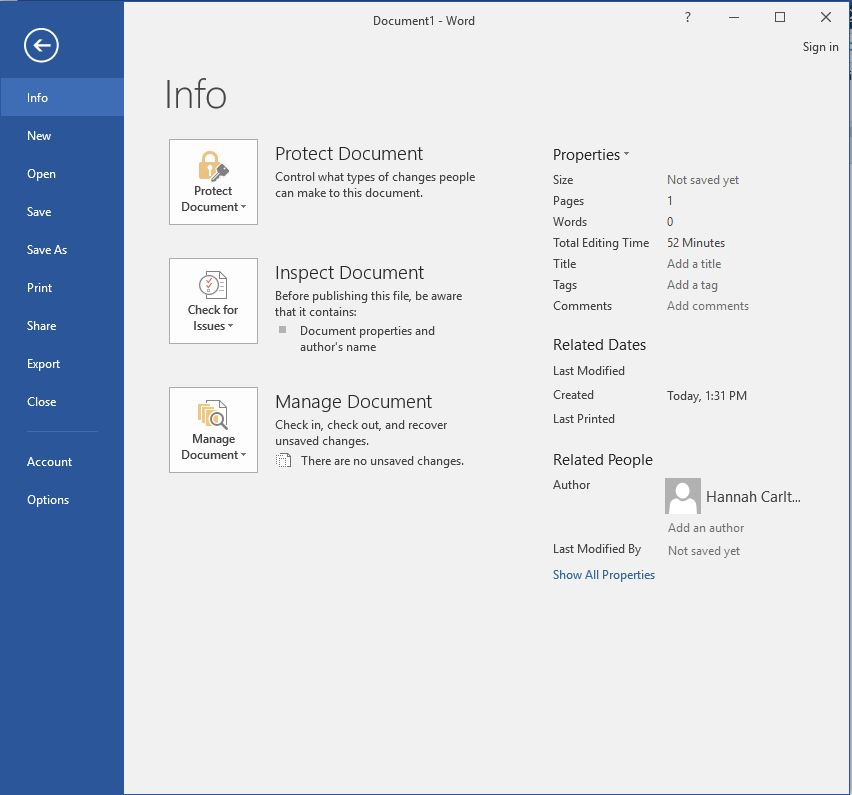 Document1 - Word
?
Sign in
Info
New
Open
Save
Save As
Print
Share
Export
Close
Account
Options
Info
Protect
Document
Protect Document
Control what types of changes people
can make to this document.
Check for
Issues
Inspect Document
Before publishing this file, be aware
that it contains:
Document properties and
author's name
Manage
Document
Manage Document
Check in, check out, and recover
unsaved changes.
There are no unsaved changes.
Properties
Size Not saved yet
Pages 1
Words 0
Total Editing Time 52 Minutes
Title Add a title
Tags Add a tag
Comments Add comments
Related Dates
Last Modified
Created Today, 1:31 PM
Last Printed
Related People
Author Hannah Carlt...
Add an author
Last Modified By Not saved yet
Show All Properties